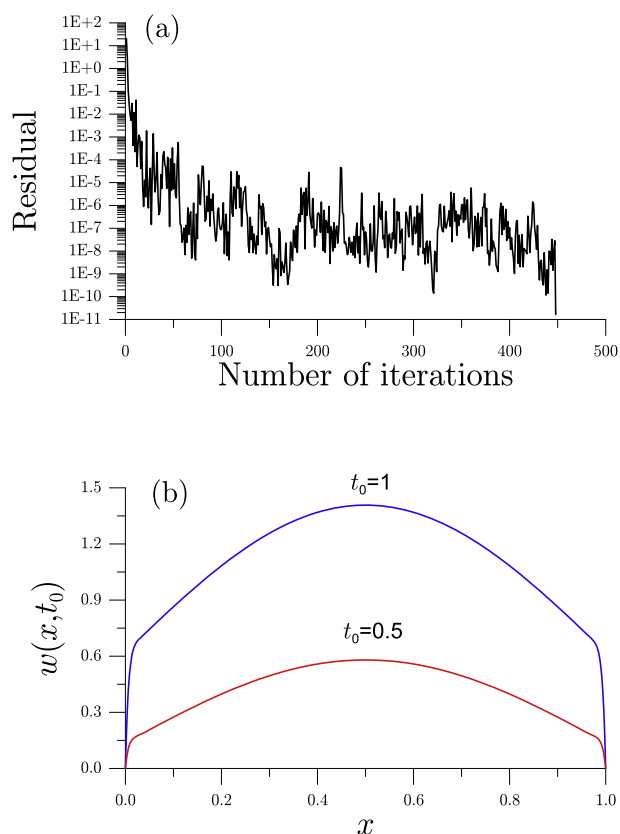 (a)
1E+2
1E+1
1E+0
1E-1
1E-2
1E-3
1E-4
1E-5
1E-6
1E-7
1E-8
1E-9
1E-10
1E-11
Residual
0 100 200 300 400 500
Number of iterations
(b)
1.5
1.2
0.9
0.6
0.3
0.0
w(x,t₀)
t₀=1
t₀=0.5
0.0 0.2 0.4 0.6 0.8 1.0
x